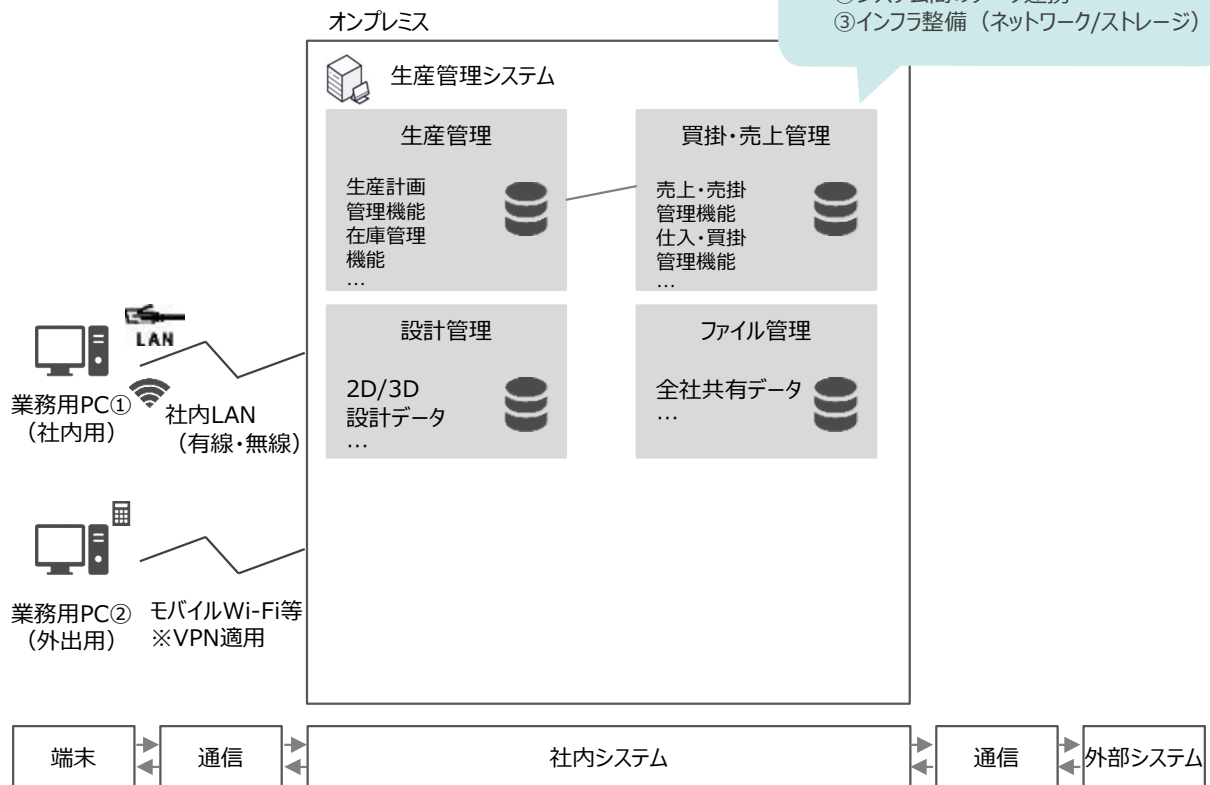 ③インフラ整備（ネットワーク/ストレージ）
オンプレミス
生産管理システム
生産管理
生産計画
管理機能
在庫管理
機能
…
買掛・売上管理
売上・売掛
管理機能
仕入・買掛
管理機能
…
設計管理
2D/3D
設計データ
…
ファイル管理
全社共有データ
…
LAN
業務用PC①
（社内用）
社内LAN
（有線・無線）
業務用PC②
（外出用）
モバイルWi-Fi等
※VPN適用
端末
通信
社内システム
通信
外部システム